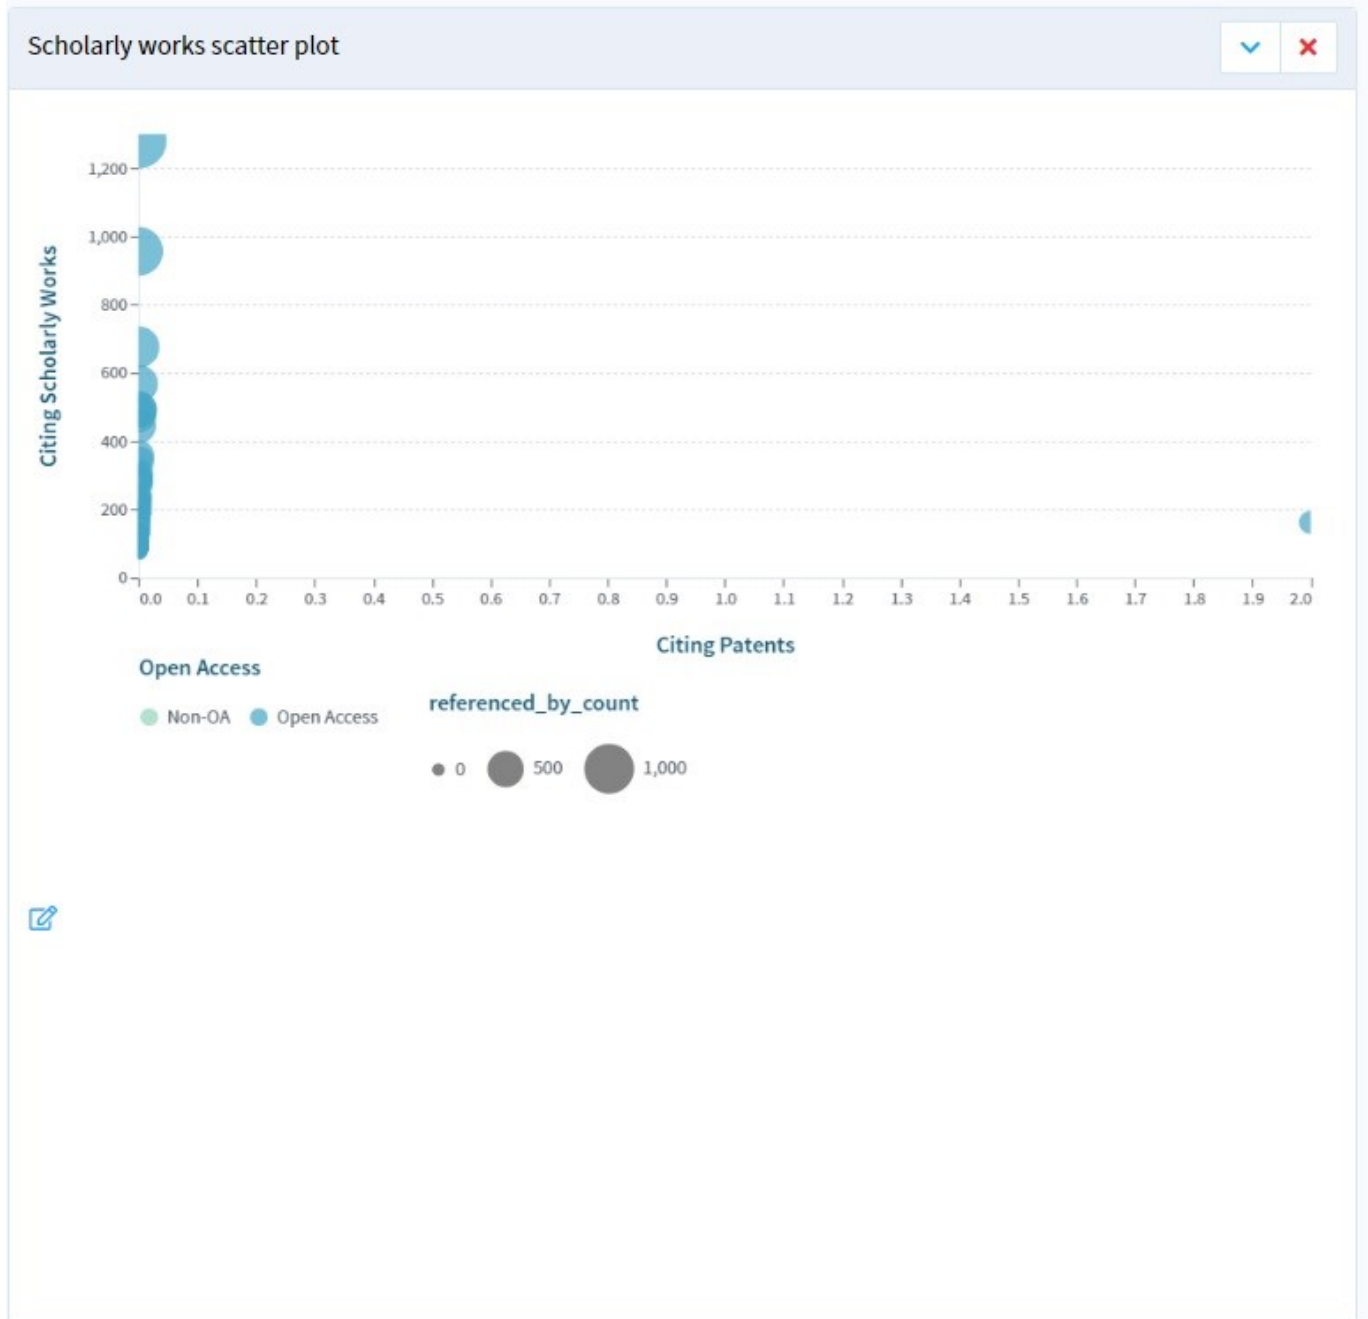 Scholarly works scatter plot
Citing Scholarly Works
1,200
1,000
800
600
400
200
0
0.0 0.1 0.2 0.3 0.4 0.5 0.6 0.7 0.8 0.9 1.0 1.1 1.2 1.3 1.4 1.5 1.6 1.7 1.8 1.9 2.0
Citing Patents
Open Access
Non-OA Open Access
referenced_by_count
0 500 1,000